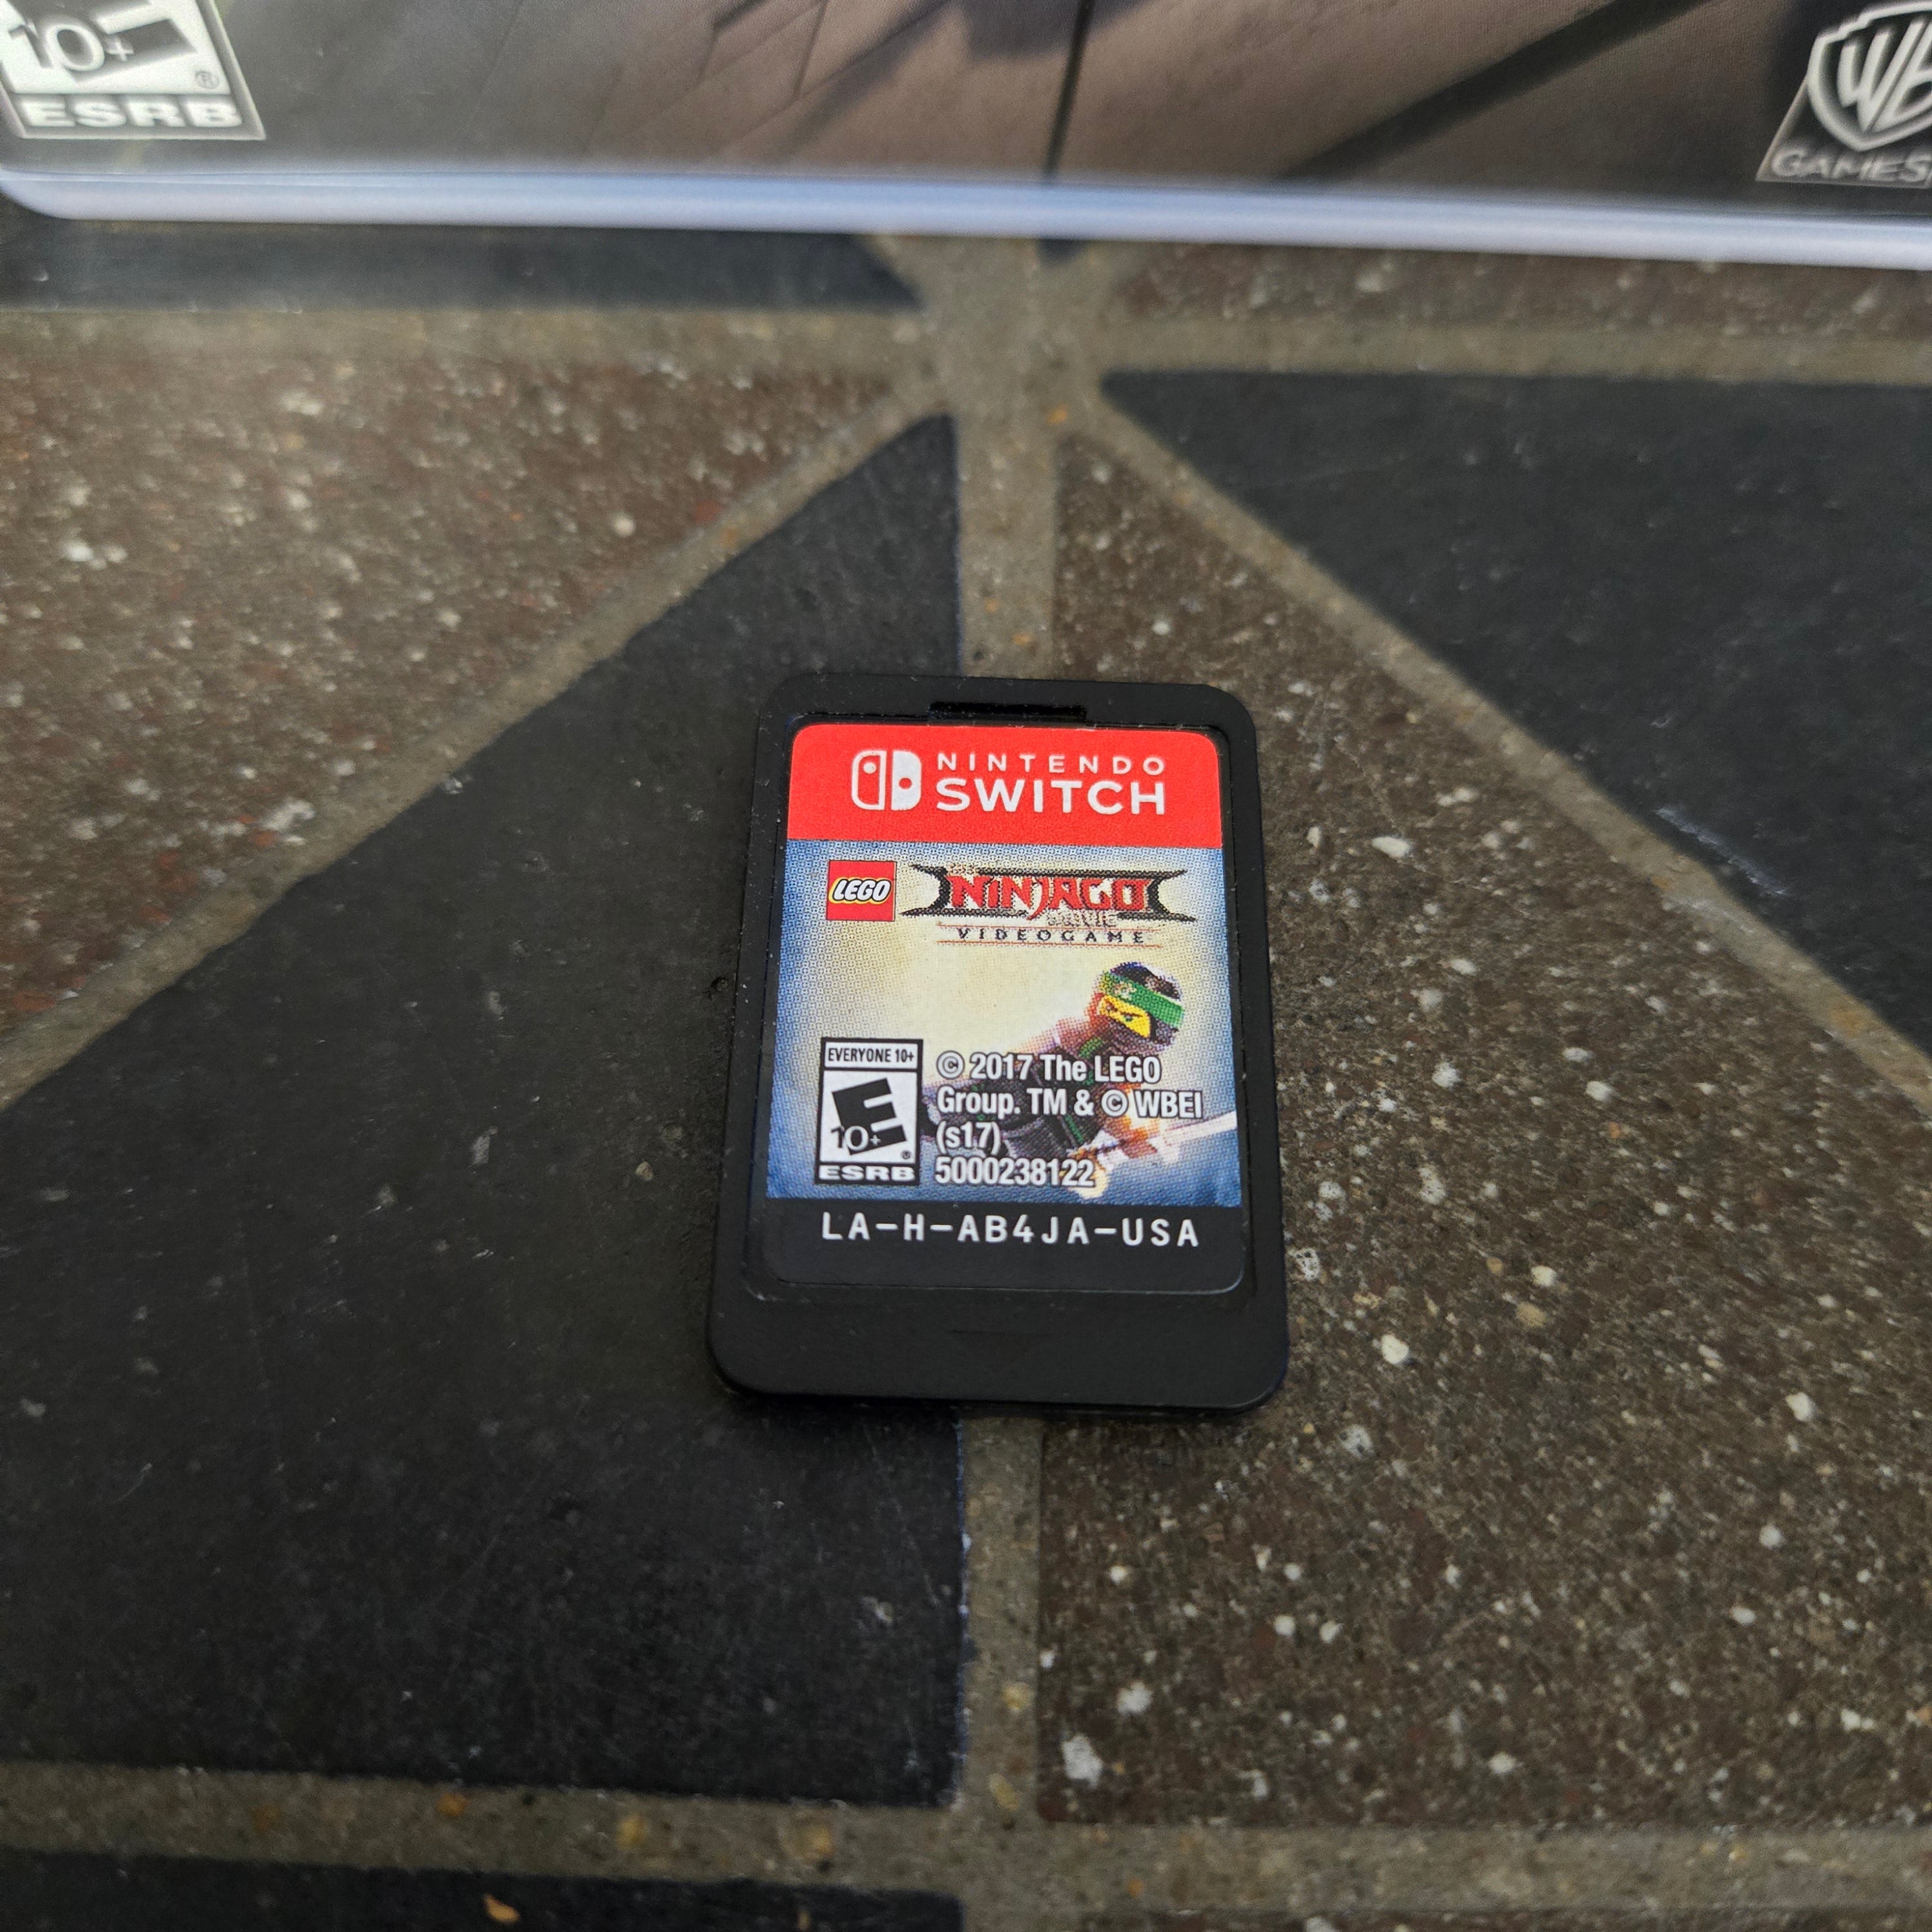 10+
ESRB
WB
GAMES
NINTENDO
SWITCH
LEGO
NINJAGO
MOVIE
VIDEOGAME
EVERYONE 10+
E
10+
ESRB
© 2017 The LEGO
Group. TM & © WBEI
(s17)
5000238122
LA-H-AB4JA-USA